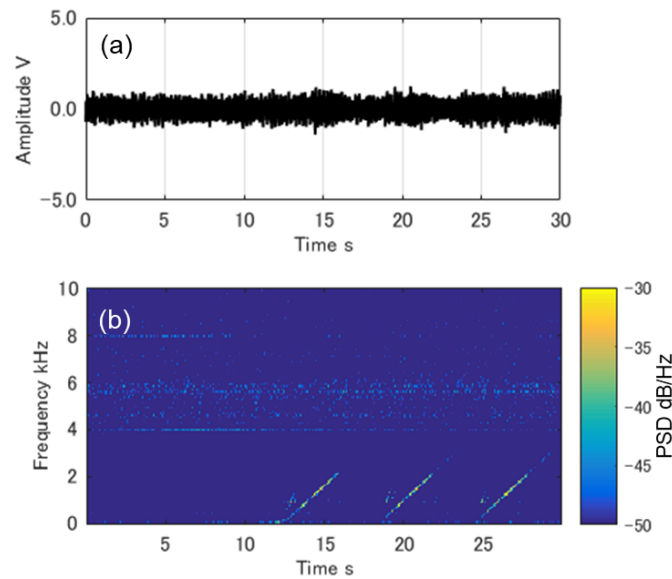 (a)
Amplitude V
5.0
0.0
−5.0
0 5 10 15 20 25 30
Time s
(b)
Frequency kHz
10
8
6
4
2
0
5 10 15 20 25
Time s
-30
-35
-40
-45
-50
PSD dB/Hz